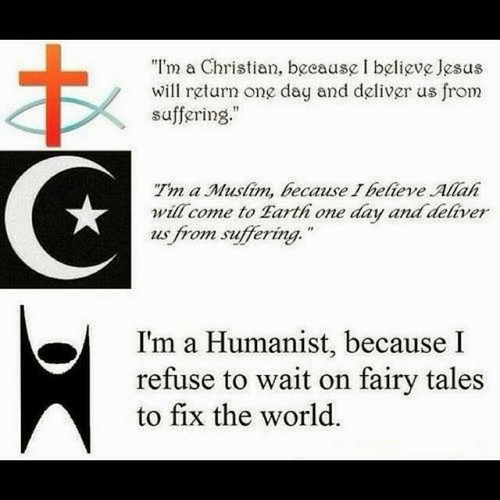 "I'm a Christian, because I believe Jesus
will return one day and deliver us from
suffering."
"I'm a Muslim, because I believe Allah
will come to Earth one day and deliver
us from suffering."
I'm a Humanist, because I
refuse to wait on fairy tales
to fix the world.